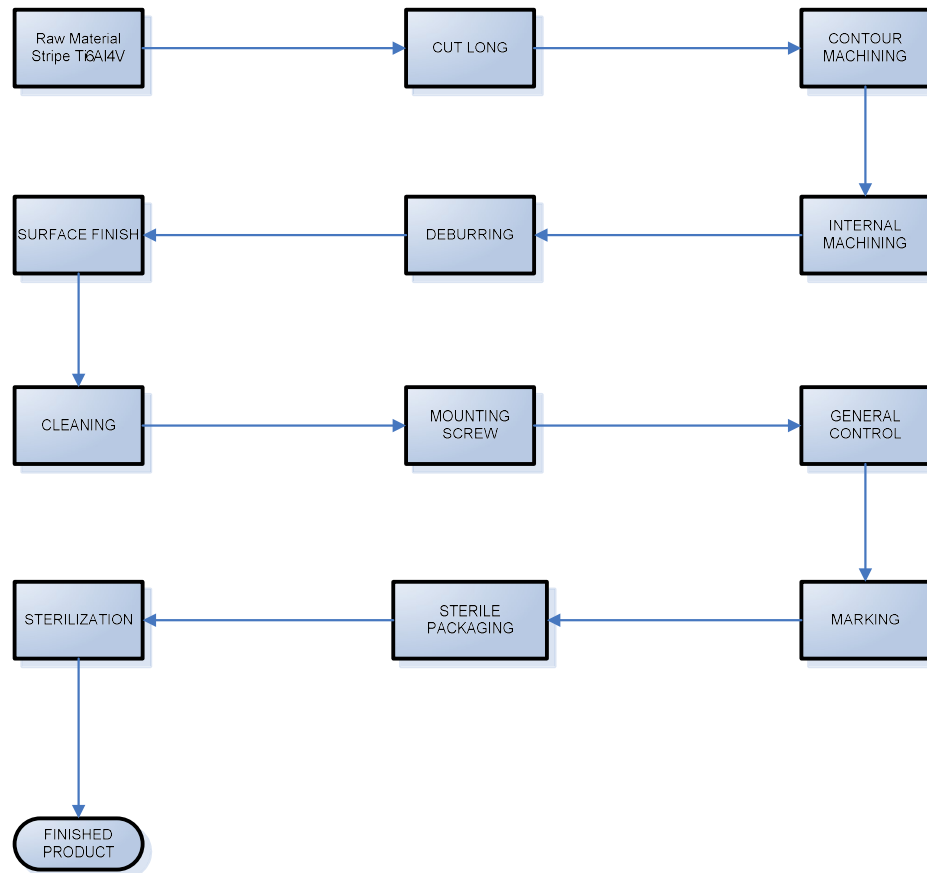 Raw Material
Stripe Ti6Al4V
CUT LONG
CONTOUR
MACHINING
INTERNAL
MACHINING
DEBURRING
SURFACE FINISH
CLEANING
MOUNTING
SCREW
GENERAL
CONTROL
MARKING
STERILE
PACKAGING
STERILIZATION
FINISHED
PRODUCT